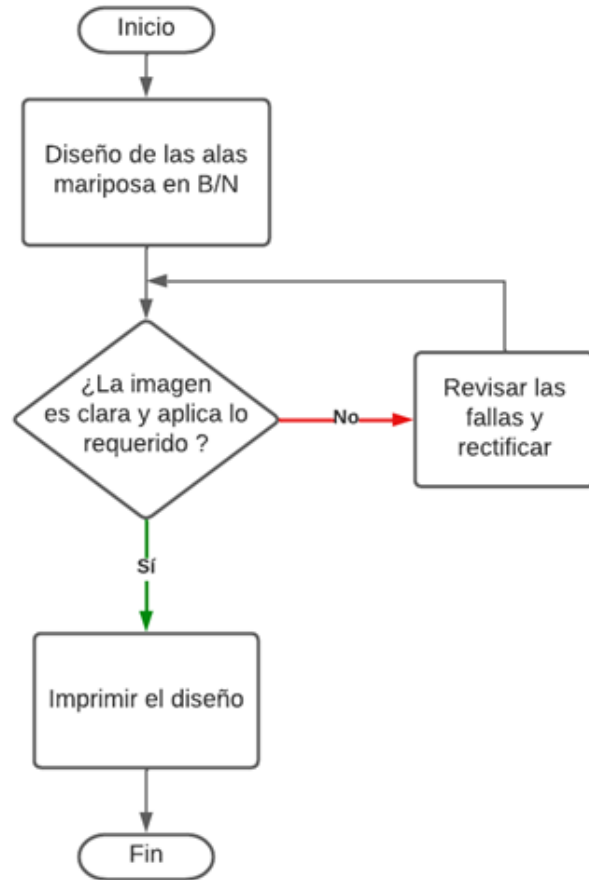 Inicio
Diseño de las alas
mariposa en B/N
¿La imagen
es clara y aplica lo
requerido ?
No
Revisar las
fallas y
rectificar
Sí
Imprimir el diseño
Fin